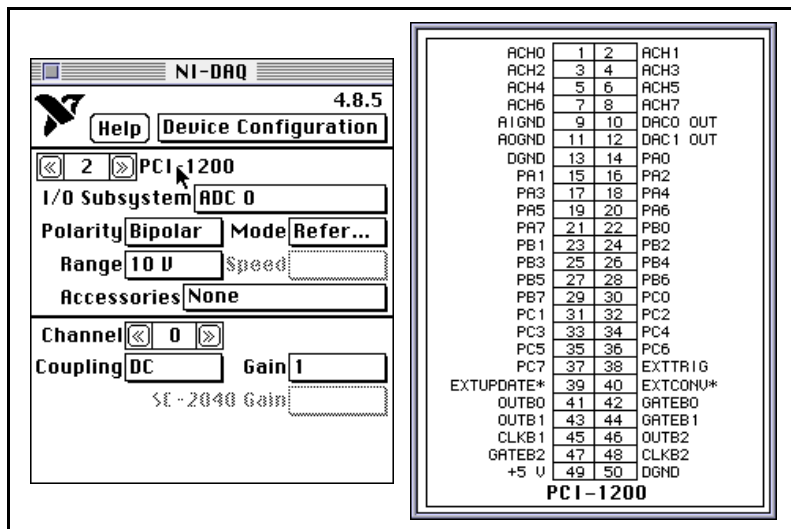 NI-DAQ
4.8.5
Help Device Configuration
2 PCI-1200
I/O Subsystem ADC 0
Polarity Bipolar Mode Refer...
Range 10 V Speed
Accessories None
Channel 0
Coupling DC Gain 1
SC-2040 Gain
ACH0 1 2 ACH1
ACH2 3 4 ACH3
ACH4 5 6 ACH5
ACH6 7 8 ACH7
AIGND 9 10 DAC0 OUT
AOGND 11 12 DAC1 OUT
DGND 13 14 PA0
PA1 15 16 PA2
PA3 17 18 PA4
PA5 19 20 PA6
PA7 21 22 PB0
PB1 23 24 PB2
PB3 25 26 PB4
PB5 27 28 PB6
PB7 29 30 PC0
PC1 31 32 PC2
PC3 33 34 PC4
PC5 35 36 PC6
PC7 37 38 EXTTRIG
EXTUPDATE* 39 40 EXTCONV*
OUTB0 41 42 GATEB0
OUTB1 43 44 GATEB1
CLKB1 45 46 OUTB2
GATEB2 47 48 CLKB2
+5 V 49 50 DGND
PCI-1200